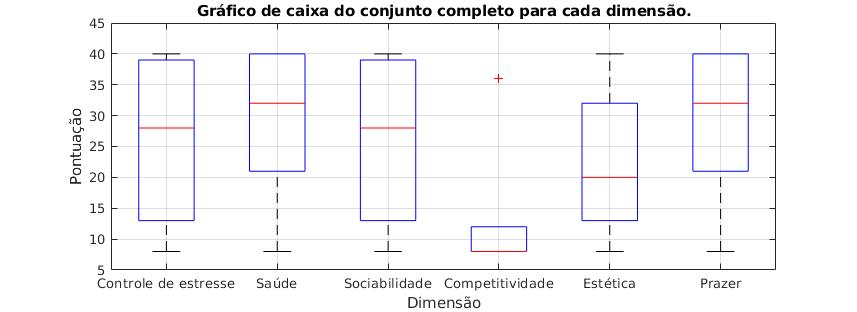 Gráfico de caixa do conjunto completo para cada dimensão.
45
40
35
30
25
20
15
10
5
Pontuação
Controle de estresse Saúde Sociabilidade Competitividade Estética Prazer
Dimensão